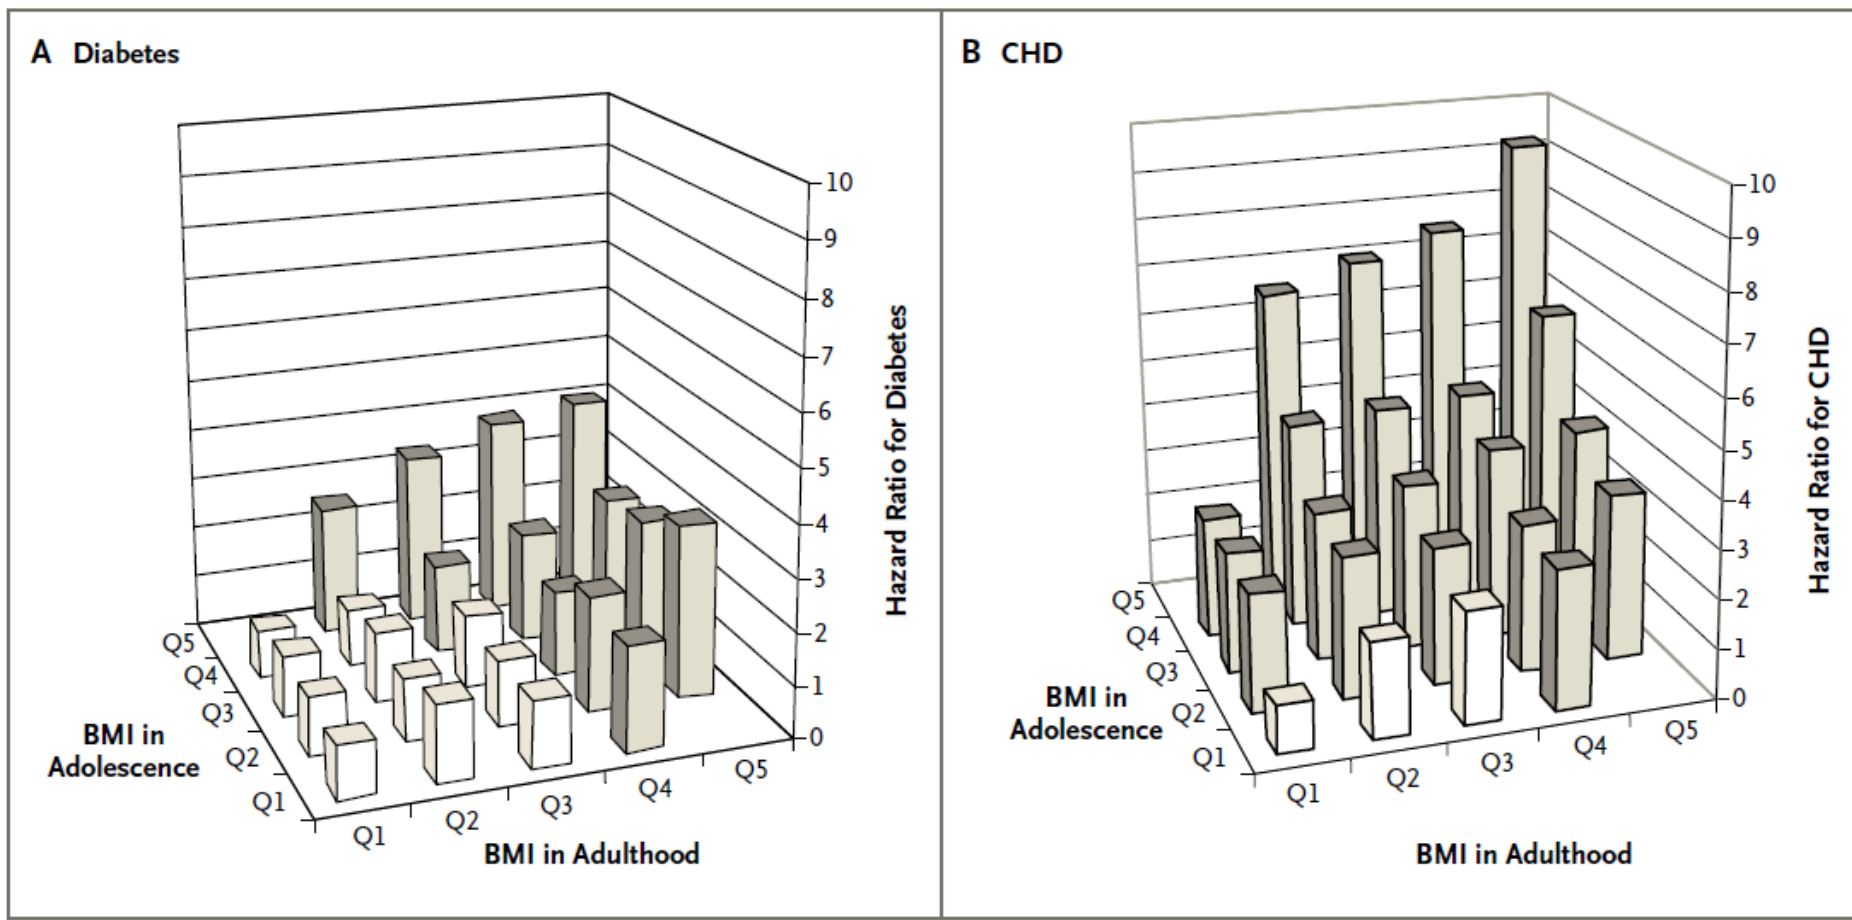 A Diabetes
10
9
8
7
6
5
4
3
2
1
0
Hazard Ratio for Diabetes
Q5
Q4
Q3
Q2
Q1
BMI in
Adolescence
Q1
Q2
Q3
Q4
Q5
BMI in Adulthood
B CHD
10
9
8
7
6
5
4
3
2
1
0
Hazard Ratio for CHD
Q5
Q4
Q3
Q2
Q1
BMI in
Adolescence
Q1
Q2
Q3
Q4
Q5
BMI in Adulthood